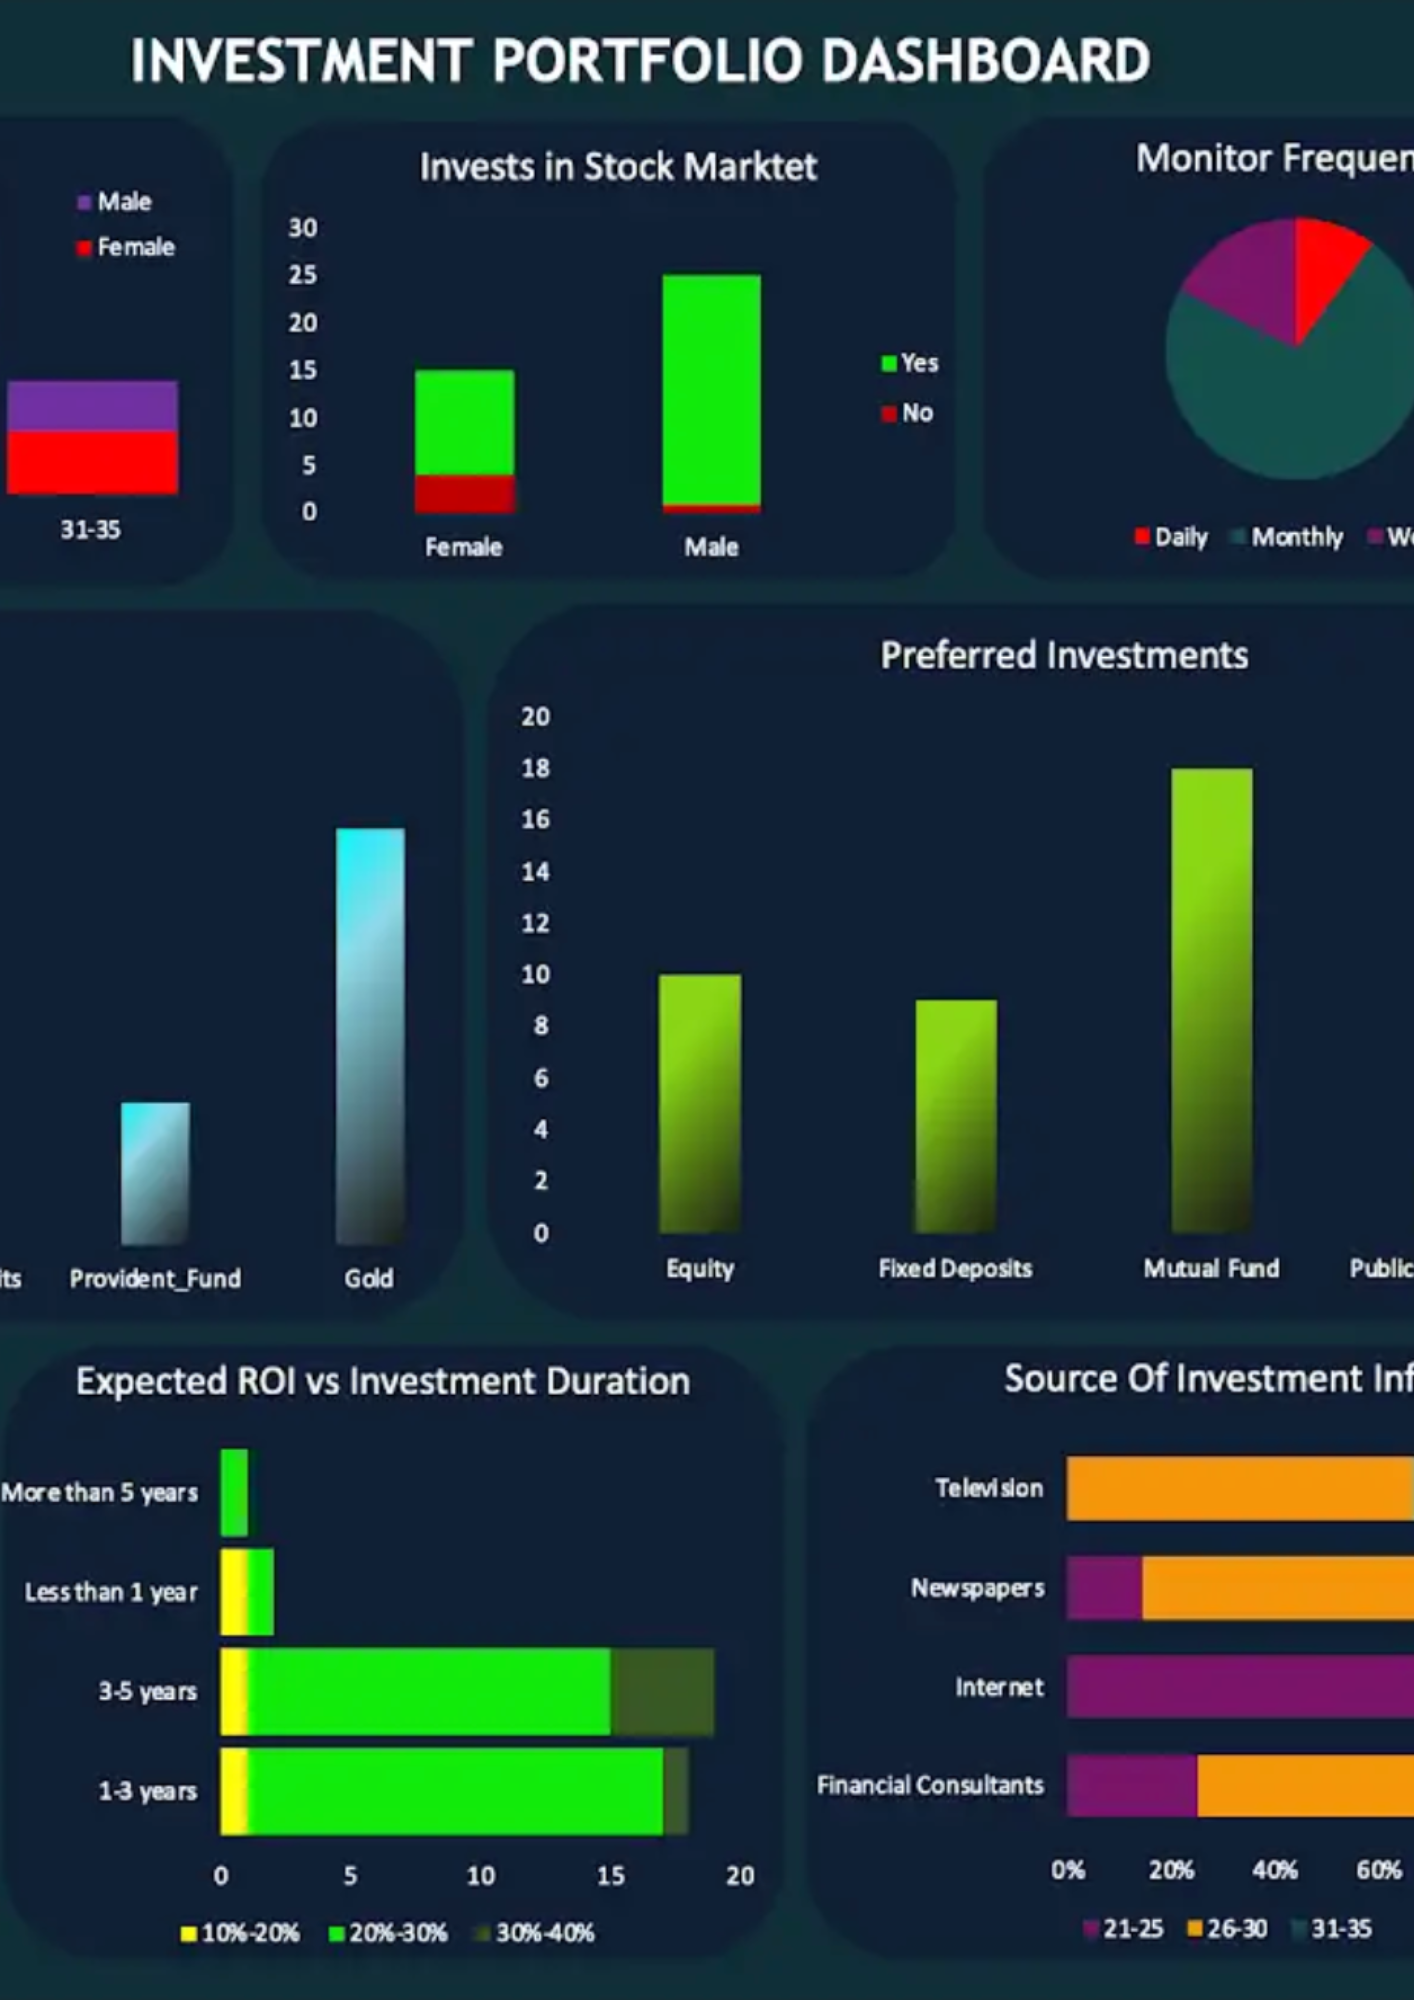 INVESTMENT PORTFOLIO DASHBOARD
Male
Female
31-35
Invests in Stock Marktet
30
25
20
15
10
5
0
Female
Male
Yes
No
Monitor Frequen
Daily Monthly We
its Provident_Fund Gold
Preferred Investments
20
18
16
14
12
10
8
6
4
2
0
Equity Fixed Deposits Mutual Fund Public
Expected ROI vs Investment Duration
More than 5 years
Less than 1 year
3-5 years
1-3 years
0 5 10 15 20
10%-20% 20%-30% 30%-40%
Source Of Investment Inf
Television
Newspapers
Internet
Financial Consultants
0% 20% 40% 60%
21-25 26-30 31-35